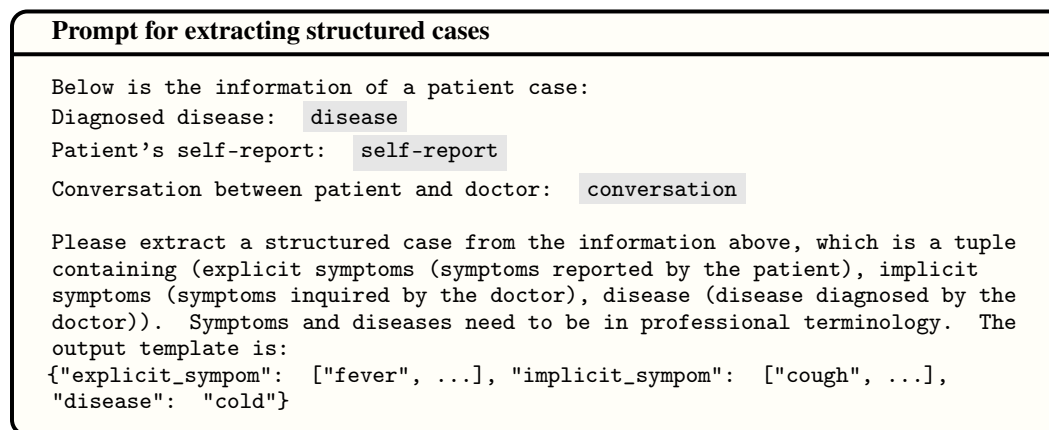 Prompt for extracting structured cases
Below is the information of a patient case:
Diagnosed disease: disease
Patient's self-report: self-report
Conversation between patient and doctor: conversation
Please extract a structured case from the information above, which is a tuple
containing (explicit symptoms (symptoms reported by the patient), implicit
symptoms (symptoms inquired by the doctor), disease (disease diagnosed by the
doctor)). Symptoms and diseases need to be in professional terminology. The
output template is:
{"explicit_sympom": ["fever", ...], "implicit_sympom": ["cough", ...],
"disease": "cold"}